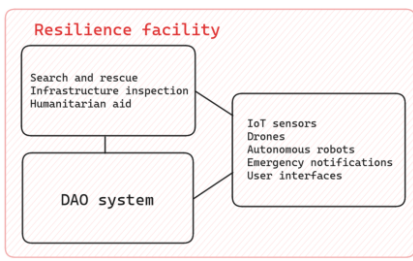 Resilience facility
Search and rescue
Infrastructure inspection
Humanitarian aid
IoT sensors
Drones
Autonomous robots
Emergency notifications
User interfaces
DAO system